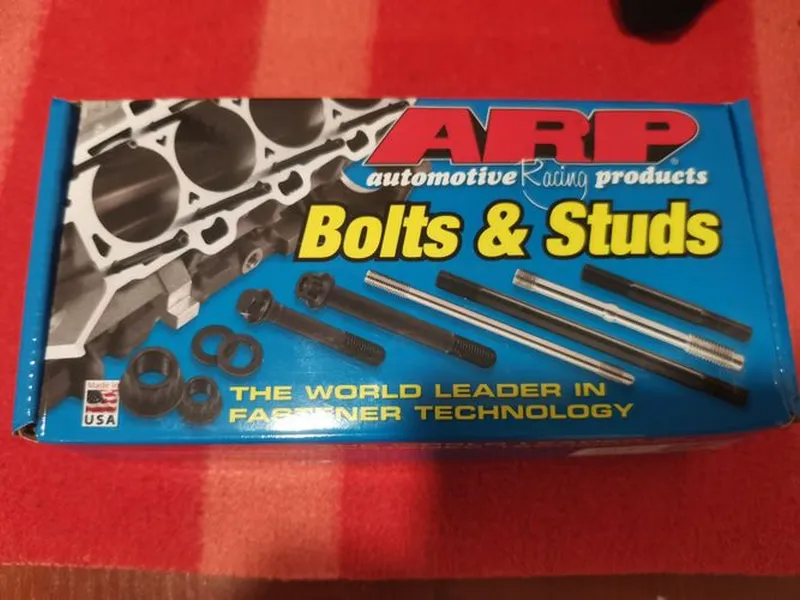 ARP®
automotive Racing products
Bolts & Studs
THE WORLD LEADER IN
FASTENER TECHNOLOGY
Made in
USA